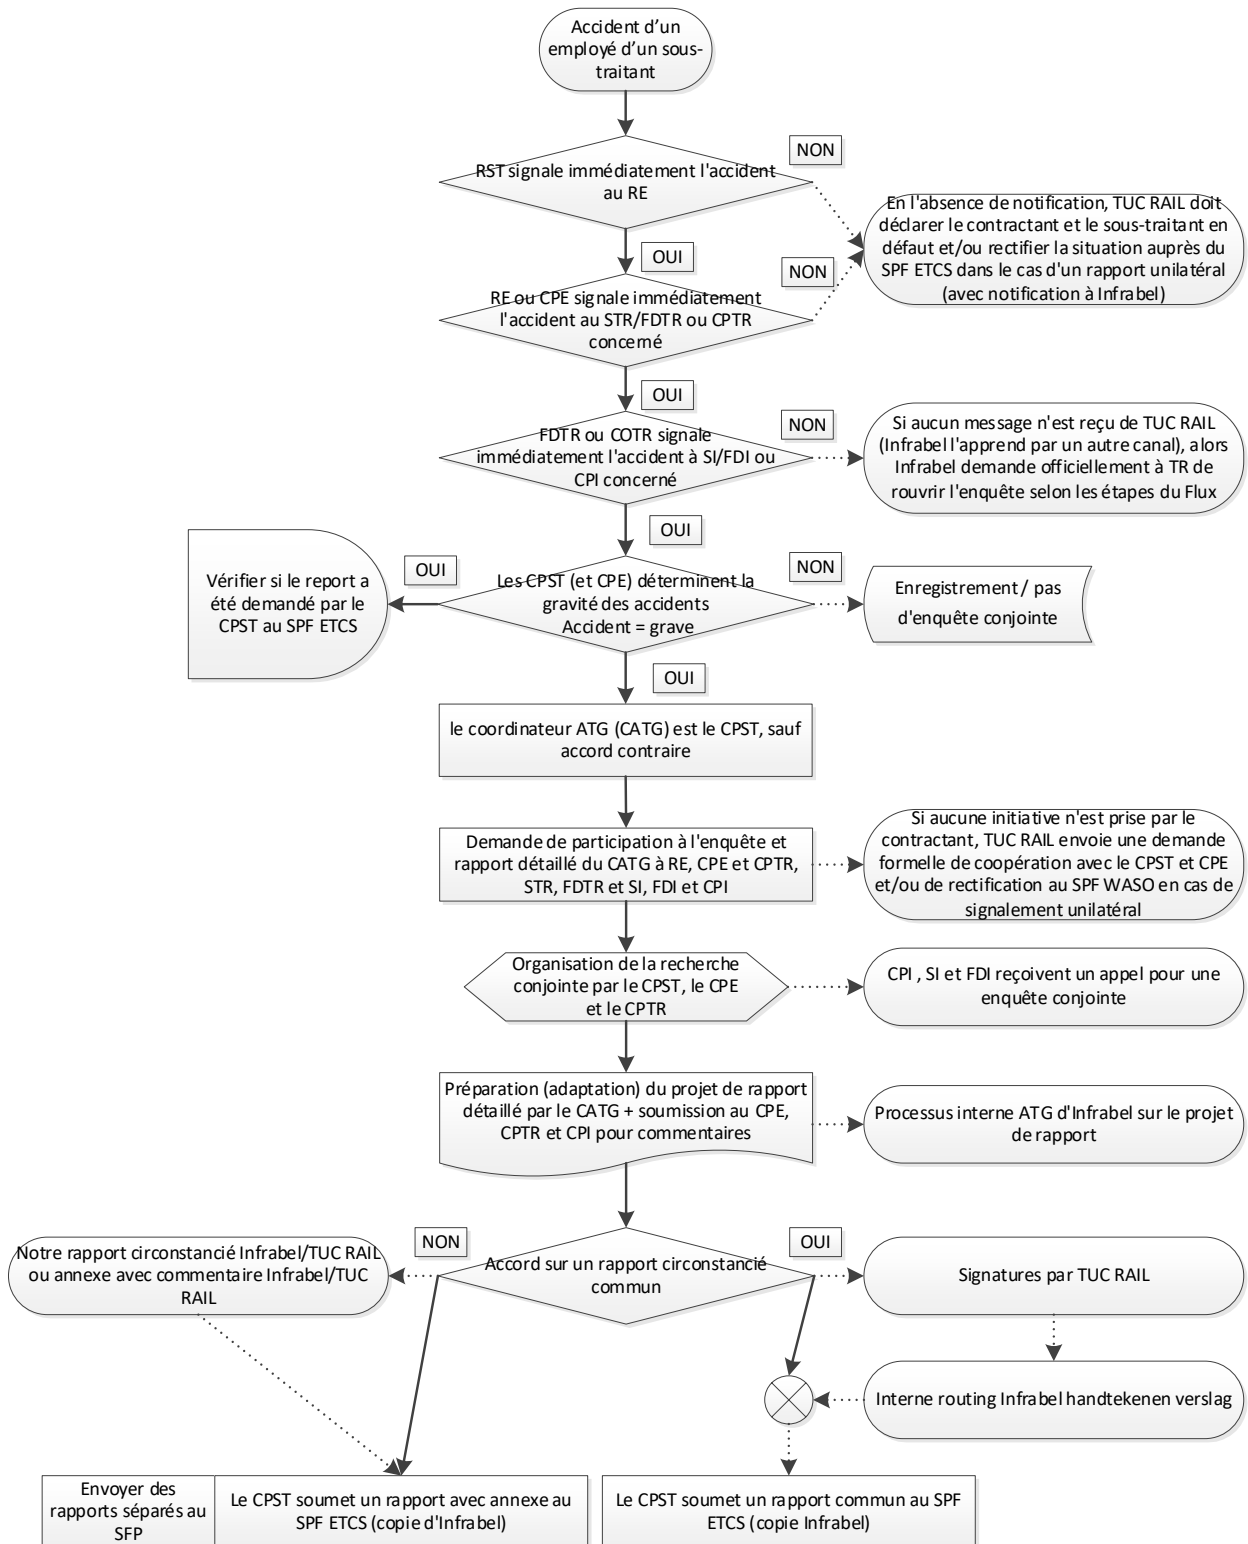 Accident d’un
employé d’un sous-
traitant
NON
RST signale immédiatement l'accident
au RE
En l'absence de notification, TUC RAIL doit
déclarer le contractant et le sous-traitant en
défaut et/ou rectifier la situation auprès du
SPF ETCS dans le cas d'un rapport unilatéral
(avec notification à Infrabel)
OUI
NON
RE ou CPE signale immédiatement
l'accident au STR/FDTR ou CPTR
concerné
OUI
NON
FDTR ou COTR signale
immédiatement l'accident à SI/FDI ou
CPI concerné
Si aucun message n'est reçu de TUC RAIL
(Infrabel l'apprend par un autre canal), alors
Infrabel demande officiellement à TR de
rouvrir l'enquête selon les étapes du Flux
OUI
OUI
NON
Vérifier si le report a
été demandé par le
CPST au SPF ETCS
Les CPST (et CPE) déterminent la
gravité des accidents
Accident = grave
Enregistrement / pas
d'enquête conjointe
OUI
le coordinateur ATG (CATG) est le CPST, sauf
accord contraire
Demande de participation à l'enquête et
rapport détaillé du CATG à RE, CPE et CPTR,
STR, FDTR et SI, FDI et CPI
Si aucune initiative n'est prise par le
contractant, TUC RAIL envoie une demande
formelle de coopération avec le CPST et CPE
et/ou de rectification au SPF WASO en cas de
signalement unilatéral
Organisation de la recherche
conjointe par le CPST, le CPE
et le CPTR
CPI , SI et FDI reçoivent un appel pour une
enquête conjointe
Préparation (adaptation) du projet de rapport
détaillé par le CATG + soumission au CPE,
CPTR et CPI pour commentaires
Processus interne ATG d'Infrabel sur le projet
de rapport
NON
OUI
Notre rapport circonstancié Infrabel/TUC RAIL
ou annexe avec commentaire Infrabel/TUC
RAIL
Accord sur un rapport circonstancié
commun
Signatures par TUC RAIL
Interne routing Infrabel handtekenen verslag
Envoyer des
rapports séparés au
SFP
Le CPST soumet un rapport avec annexe au
SPF ETCS (copie d'Infrabel)
Le CPST soumet un rapport commun au SPF
ETCS (copie Infrabel)